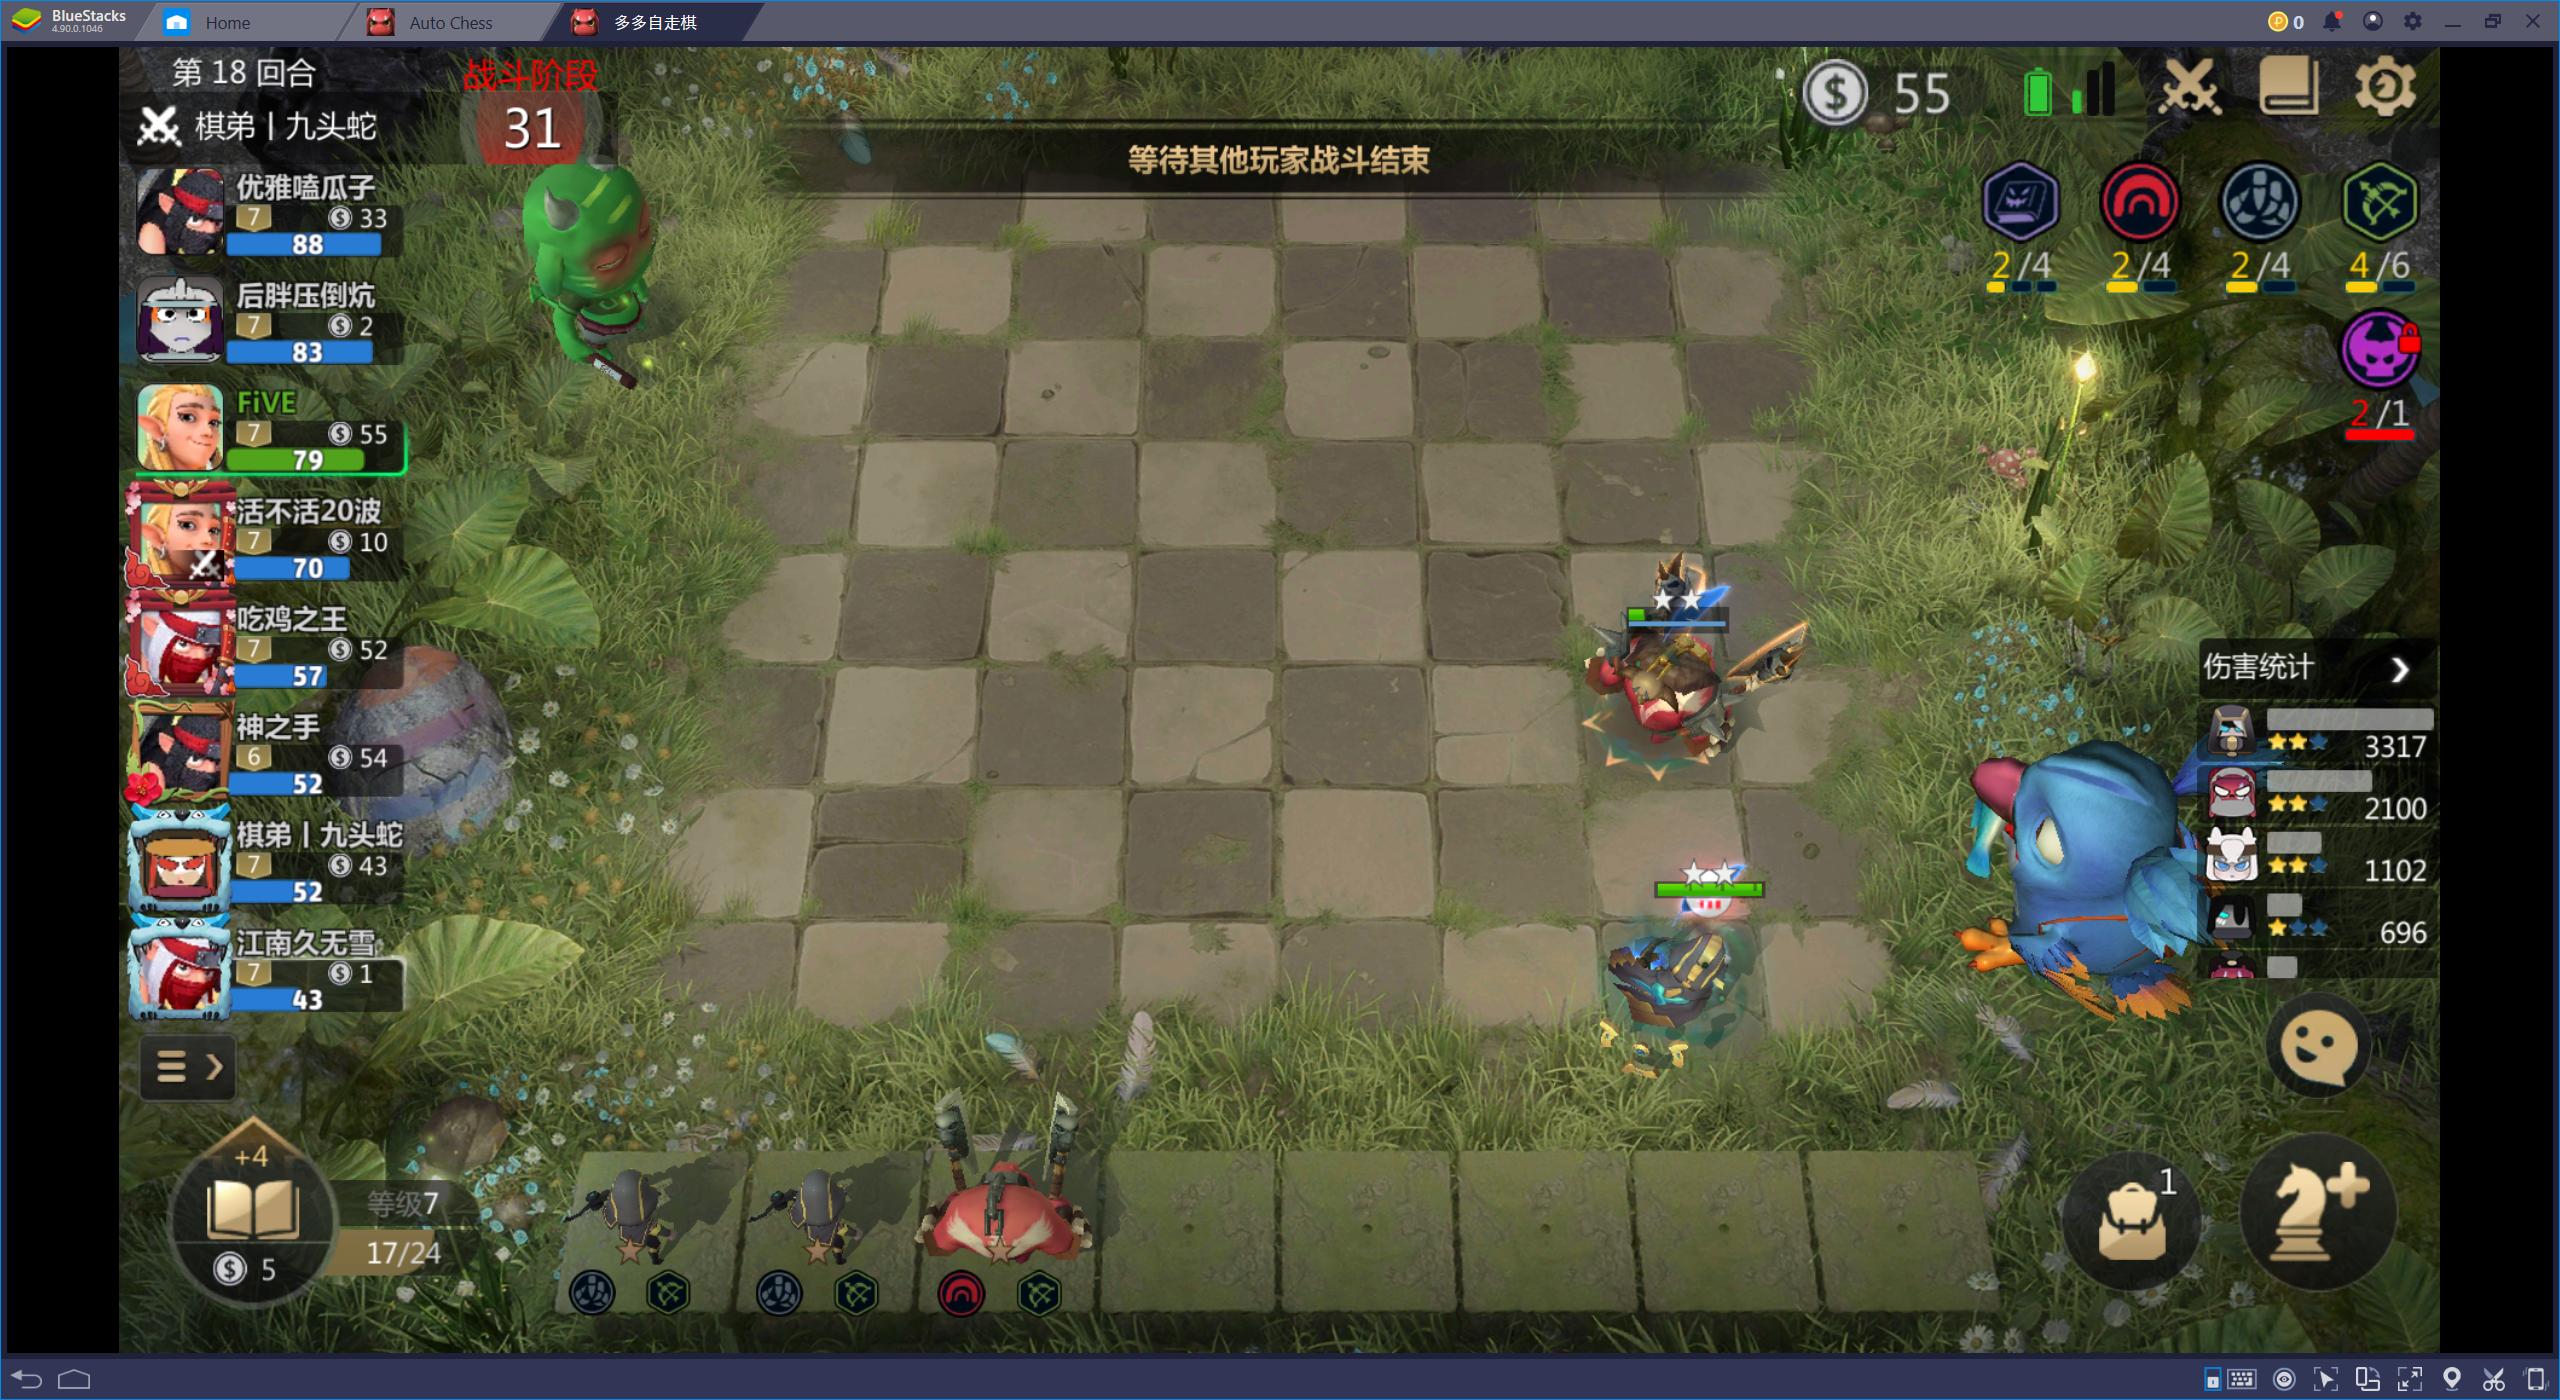 BlueStacks
4.90.0.1046
Home
Auto Chess
多多自走棋
0
第 18 回合
战斗阶段
棋弟丨九头蛇
31
55
等待其他玩家战斗结束
优雅嗑瓜子
7
33
88
后胖压倒炕
7
2
83
FiVE
7
55
79
活不活20波
7
10
70
吃鸡之王
7
52
57
神之手
6
54
52
棋弟丨九头蛇
7
43
52
江南久无雪
7
1
43
2/4
2/4
2/4
4/6
2/1
伤害统计
3317
2100
1102
696
+4
等级7
17/24
5
1